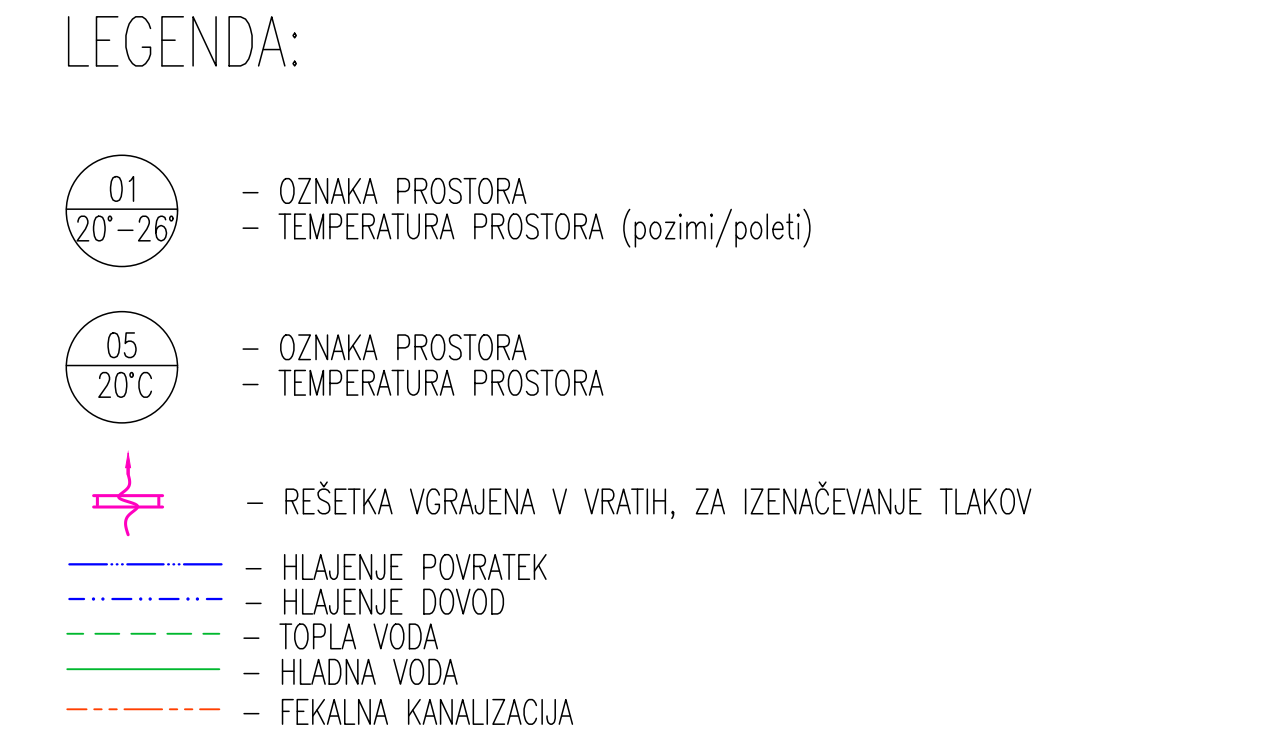 LEGENDA:
01
20°-26°
- OZNAKA PROSTORA
- TEMPERATURA PROSTORA (pozimi/poleti)
05
20°C
- OZNAKA PROSTORA
- TEMPERATURA PROSTORA
- REŠETKA VGRAJENA V VRATIH, ZA IZENAČEVANJE TLAKOV
- HLAJENJE POVRATEK
- HLAJENJE DOVOD
- TOPLA VODA
- HLADNA VODA
- FEKALNA KANALIZACIJA